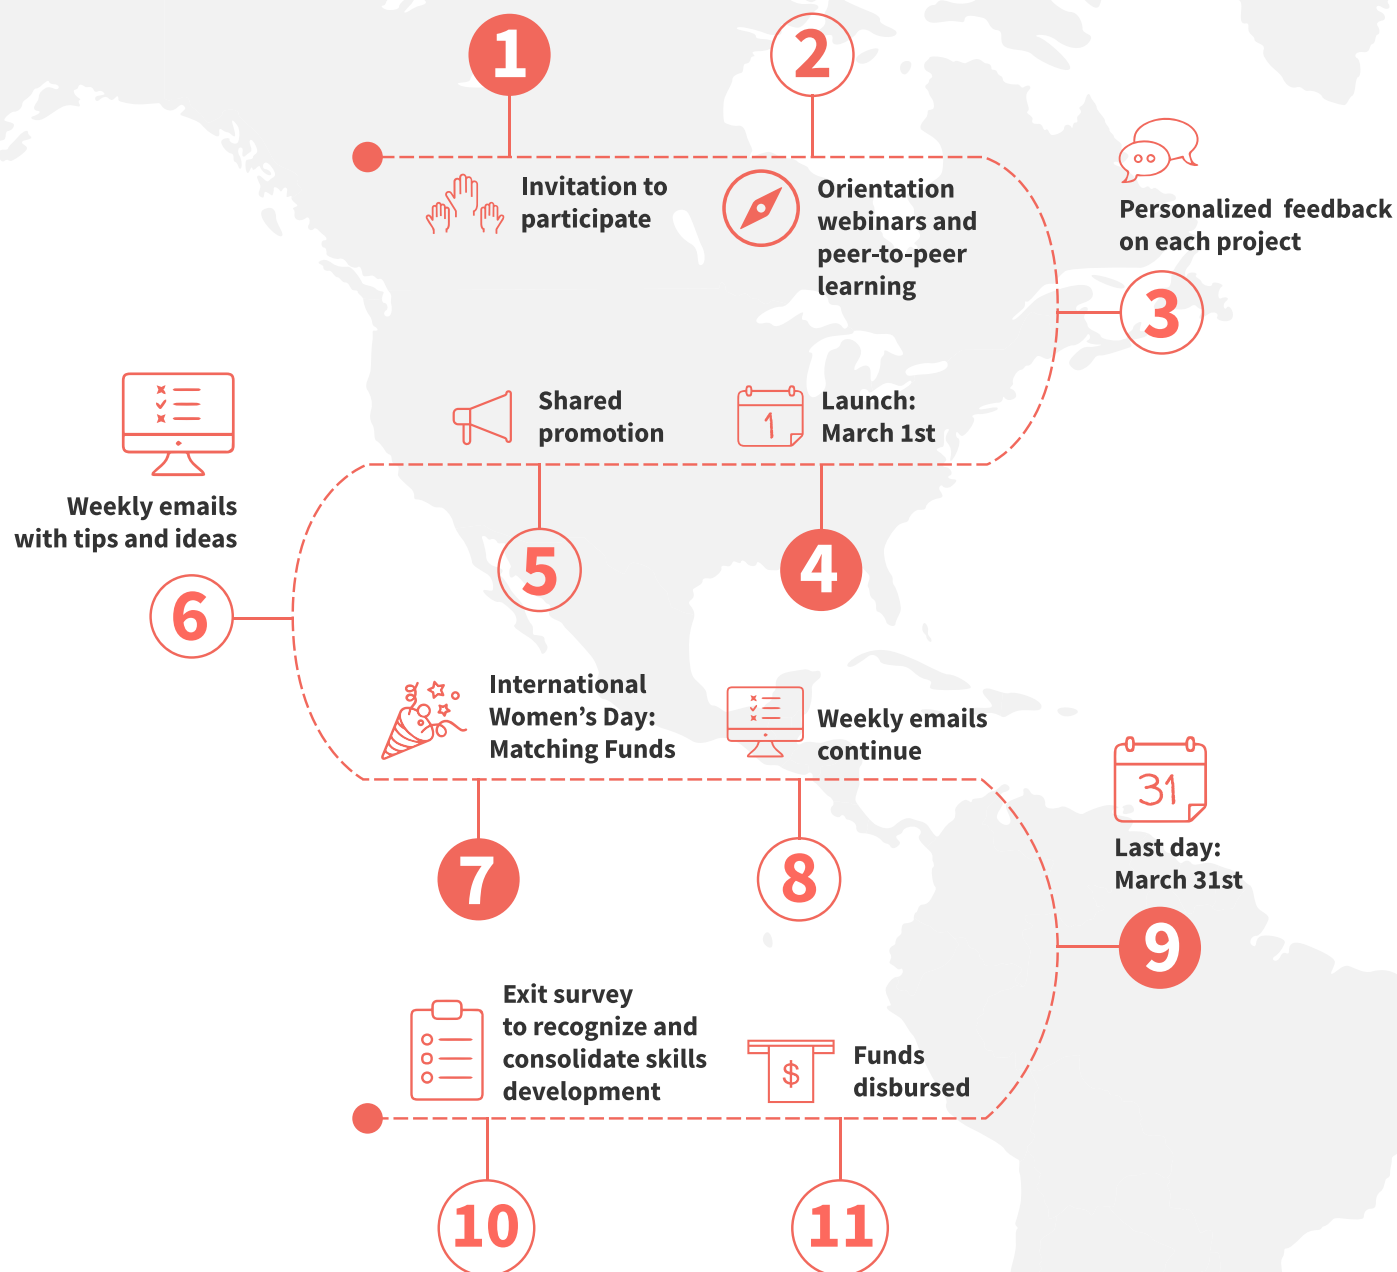 1
Invitation to
participate
2
Orientation
webinars and
peer-to-peer
learning
Personalized  feedback
on each project
3
Launch:
March 1st
1
4
Shared
promotion
5
Weekly emails
with tips and ideas
6
International
Women’s Day:
Matching Funds
7
Weekly emails
continue
8
31
Last day:
March 31st
9
Exit survey
to recognize and
consolidate skills
development
10
$
Funds
disbursed
11